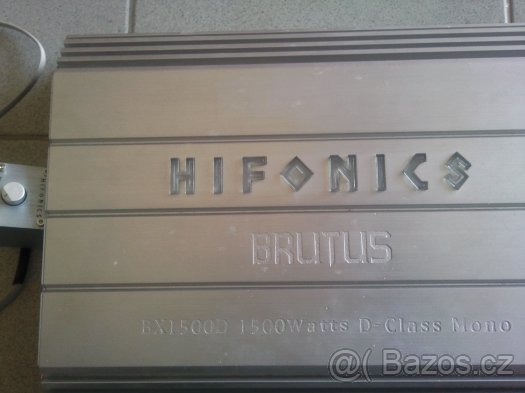 HIFONICS
BRUTUS
BX1500D 1500Watts D-Class Mono
@Bazos.cz